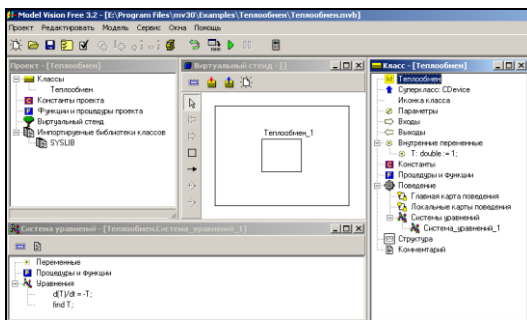 Model Vision Free 3.2 - [E:\Program Files\mv30\Examples\Теплообмен\Теплообмен.mvb]
Проект Редактировать Модель Сервис Окна Помощь
Проект - [Теплообмен]
Классы
Теплообмен
Константы проекта
Функции и процедуры проекта
Виртуальный стенд
Импортируемые библиотеки классов
SYSLIB
Виртуальный стенд - []
Теплообмен_1
Класс - [Теплообмен]
Теплообмен
Суперкласс: CDevice
Иконка класса
Параметры
Входы
Выходы
Внутренние переменные
T: double := 1;
Константы
Процедуры и функции
Поведение
Главная карта поведения
Локальные карты поведения
Системы уравнений
Система_уравнений_1
Структура
Комментарий
Система уравнений - [Теплообмен.Система_уравнений_1]
Переменные
Процедуры и функции
Уравнения
d(T)/dt = -T;
find T;